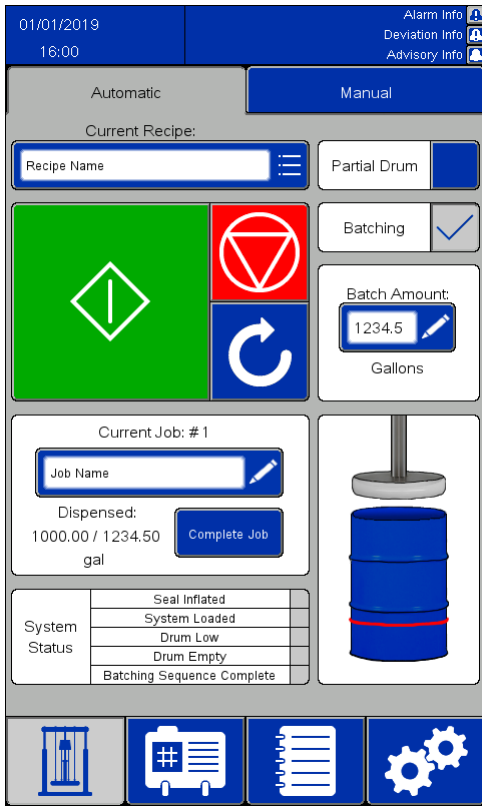 01/01/2019
16:00
Alarm Info
Deviation Info
Advisory Info
Automatic
Manual
Current Recipe:
Recipe Name
Partial Drum
Batching
Batch Amount:
1234.5
Gallons
Current Job: # 1
Job Name
Dispensed:
1000.00 / 1234.50
gal
Complete Job
System
Status
Seal Inflated
System Loaded
Drum Low
Drum Empty
Batching Sequence Complete
#